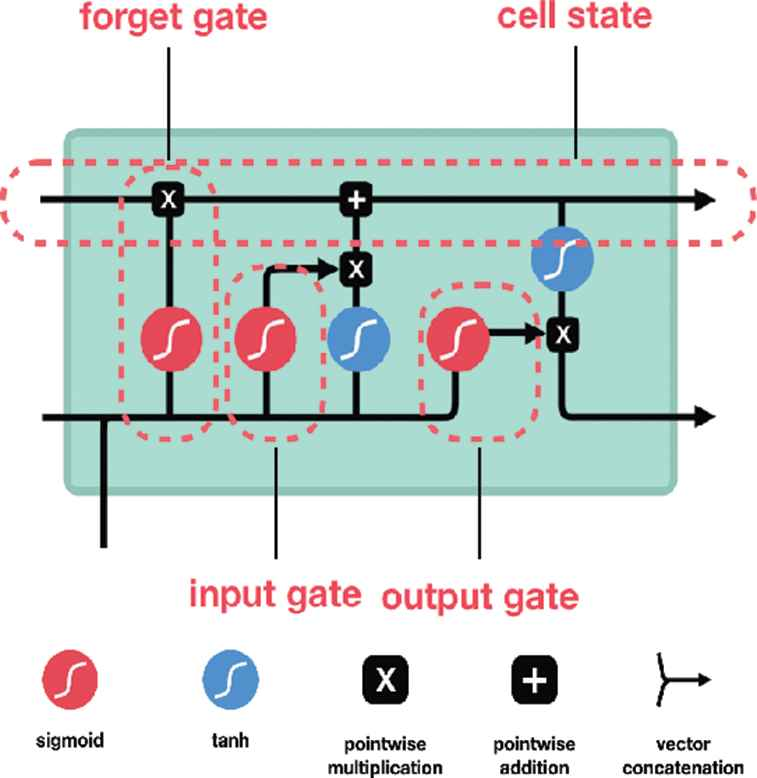 forget gate
cell state
X
+
X
X
input gate
output gate
X
+
sigmoid
tanh
pointwise
multiplication
pointwise
addition
vector
concatenation